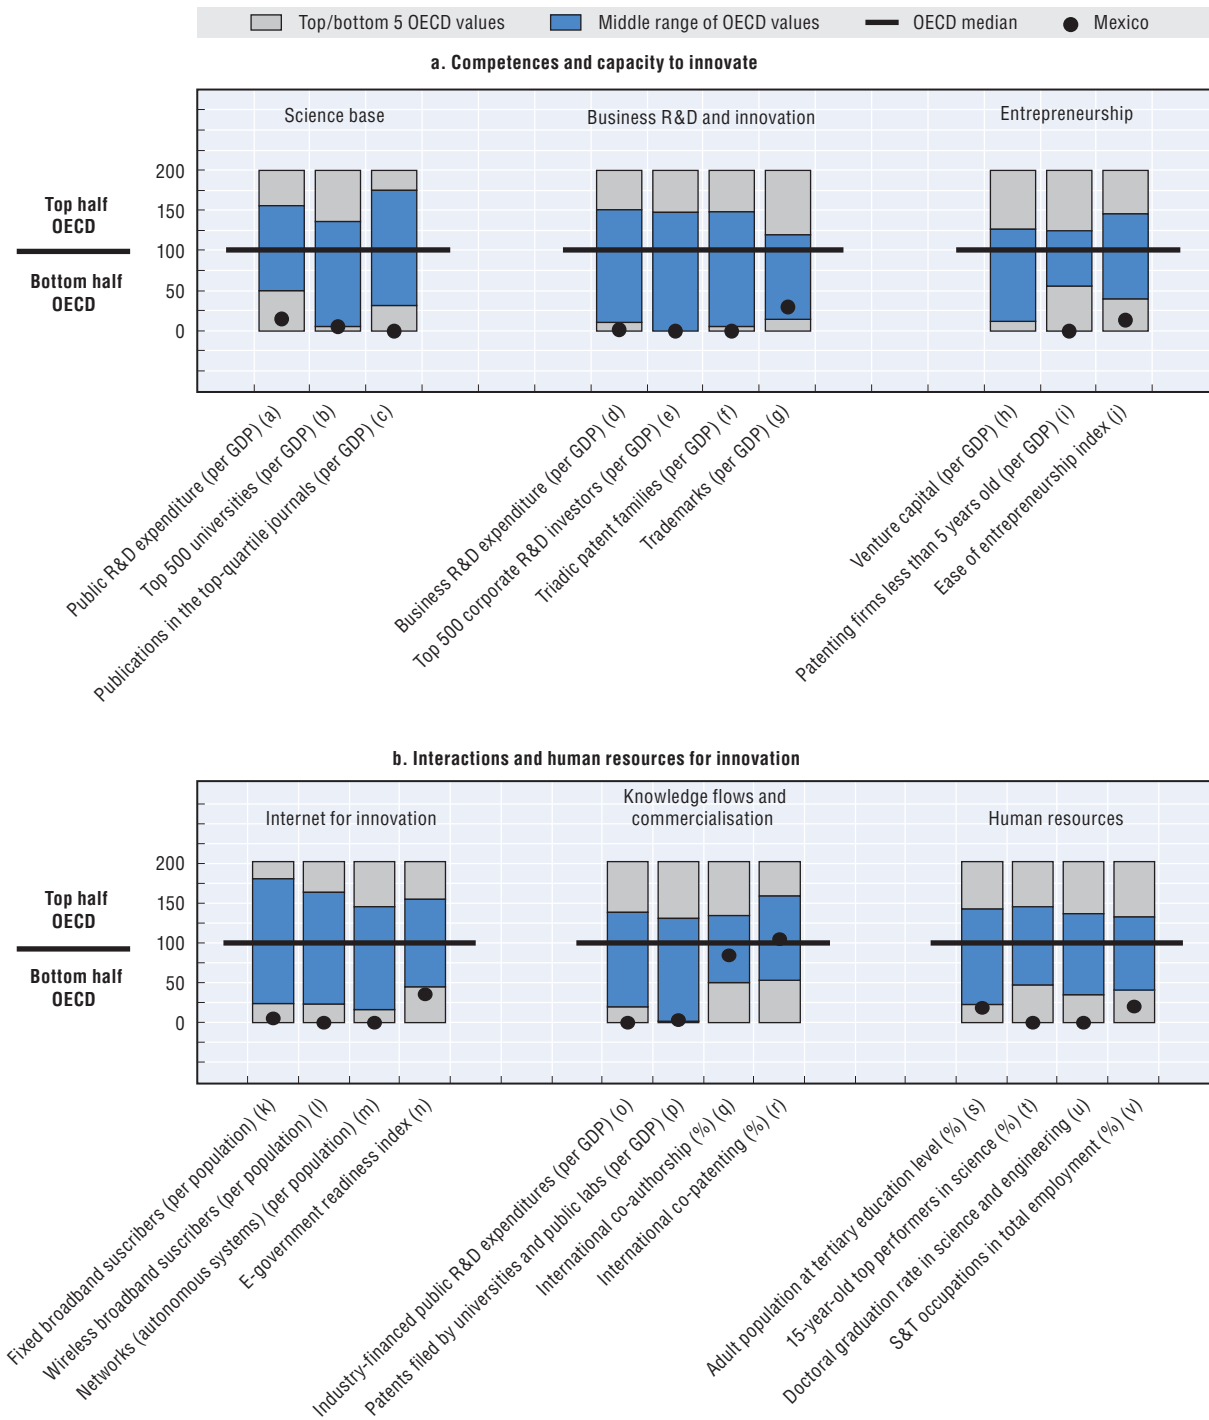 Top/bottom 5 OECD values Middle range of OECD values OECD median Mexico
a. Competences and capacity to innovate
Science base
Business R&D and innovation
Entrepreneurship
200
150
100
50
0
Top half
OECD
Bottom half
OECD
Public R&D expenditure (per GDP) (a)
Top 500 universities (per GDP) (b)
Publications in the top-quartile journals (per GDP) (c)
Business R&D expenditure (per GDP) (d)
Top 500 corporate R&D investors (per GDP) (e)
Triadic patent families (per GDP) (f)
Trademarks (per GDP) (g)
Venture capital (per GDP) (h)
Patenting firms less than 5 years old (per GDP) (i)
Ease of entrepreneurship index (j)
b. Interactions and human resources for innovation
Internet for innovation
Knowledge flows and
commercialisation
Human resources
200
150
100
50
0
Top half
OECD
Bottom half
OECD
Fixed broadband suscribers (per population) (k)
Wireless broadband suscribers (per population) (l)
Networks (autonomous systems) (per population) (m)
E-government readiness index (n)
Industry-financed public R&D expenditures (per GDP) (o)
Patents filed by universities and public labs (per GDP) (p)
International co-authorship (%) (q)
International co-patenting (%) (r)
Adult population at tertiary education level (%) (s)
15-year-old top performers in science (%) (t)
Doctoral graduation rate in science and engineering (u)
S&T occupations in total employment (%) (v)